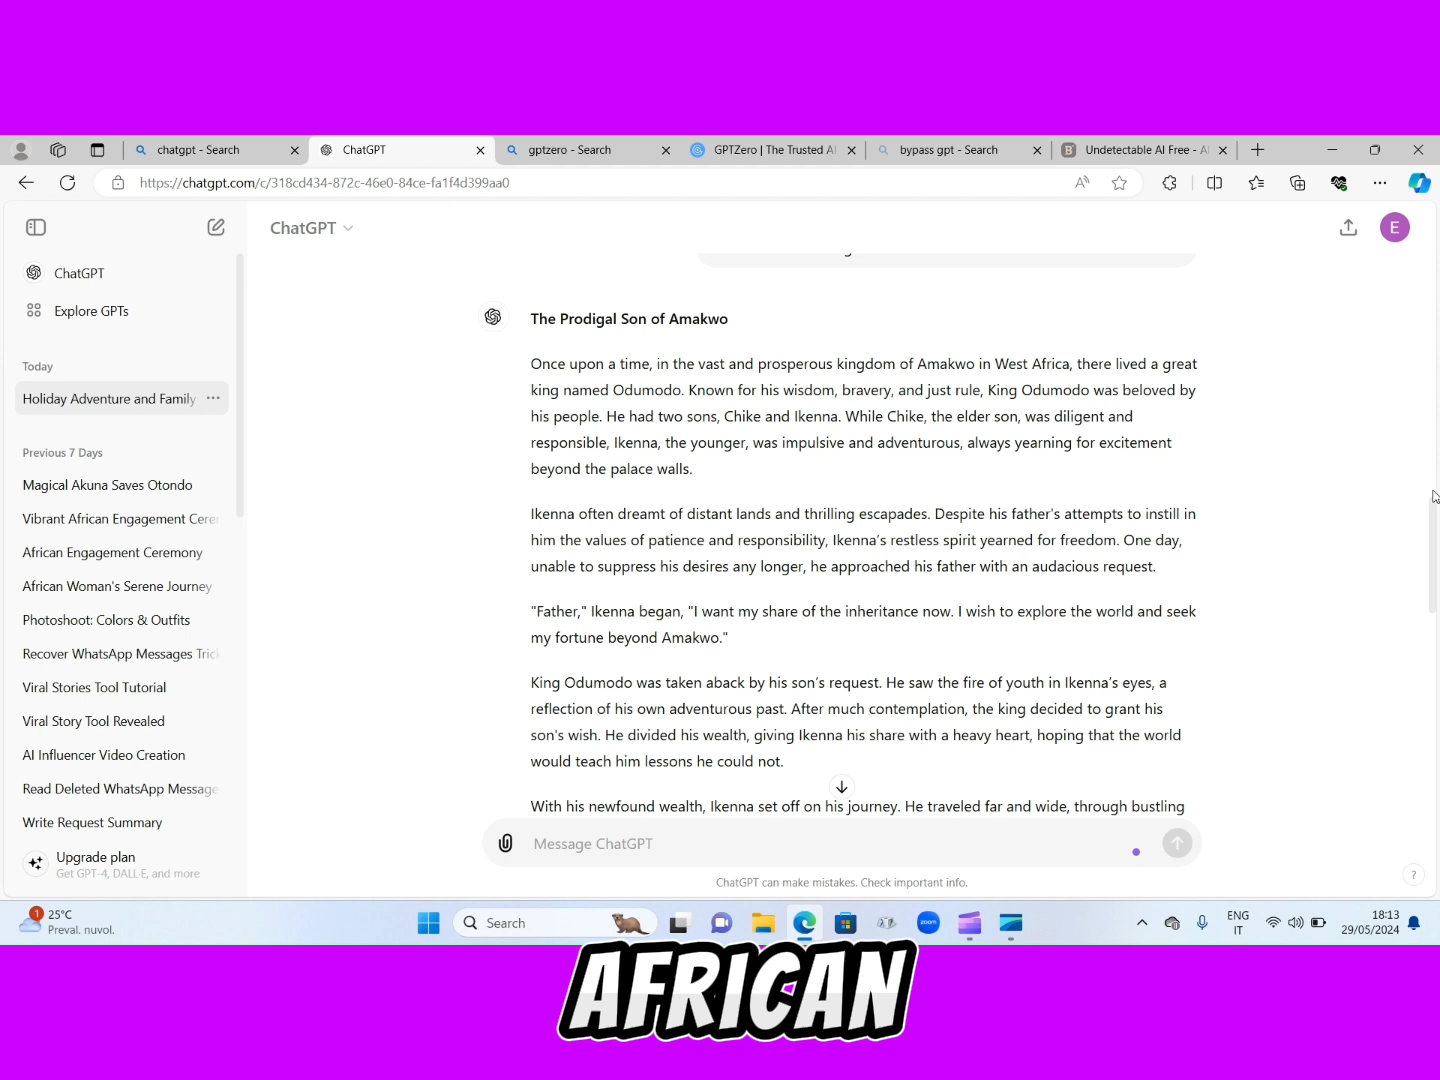 chatgpt - Search
ChatGPT
gptzero - Search
GPTZero | The Trusted AI
bypass gpt - Search
Undetectable AI Free - AI
https://chatgpt.com/c/318cd434-872c-46e0-84ce-fa1f4d399aa0
ChatGPT
E
ChatGPT
Explore GPTs
Today
Holiday Adventure and Family
Previous 7 Days
Magical Akuna Saves Otondo
Vibrant African Engagement Cerem
African Engagement Ceremony
African Woman's Serene Journey
Photoshoot: Colors & Outfits
Recover WhatsApp Messages Trick
Viral Stories Tool Tutorial
Viral Story Tool Revealed
AI Influencer Video Creation
Read Deleted WhatsApp Message
Write Request Summary
Upgrade plan
Get GPT-4, DALL·E, and more
The Prodigal Son of Amakwo
Once upon a time, in the vast and prosperous kingdom of Amakwo in West Africa, there lived a great
king named Odumodo. Known for his wisdom, bravery, and just rule, King Odumodo was beloved by
his people. He had two sons, Chike and Ikenna. While Chike, the elder son, was diligent and
responsible, Ikenna, the younger, was impulsive and adventurous, always yearning for excitement
beyond the palace walls.
Ikenna often dreamt of distant lands and thrilling escapades. Despite his father's attempts to instill in
him the values of patience and responsibility, Ikenna's restless spirit yearned for freedom. One day,
unable to suppress his desires any longer, he approached his father with an audacious request.
"Father," Ikenna began, "I want my share of the inheritance now. I wish to explore the world and seek
my fortune beyond Amakwo."
King Odumodo was taken aback by his son's request. He saw the fire of youth in Ikenna's eyes, a
reflection of his own adventurous past. After much contemplation, the king decided to grant his
son's wish. He divided his wealth, giving Ikenna his share with a heavy heart, hoping that the world
would teach him lessons he could not.
With his newfound wealth, Ikenna set off on his journey. He traveled far and wide, through bustling
Message ChatGPT
ChatGPT can make mistakes. Check important info.
?
1
25°C
Preval. nuvol.
Search
zoom
ENG
IT
18:13
29/05/2024
AFRICAN